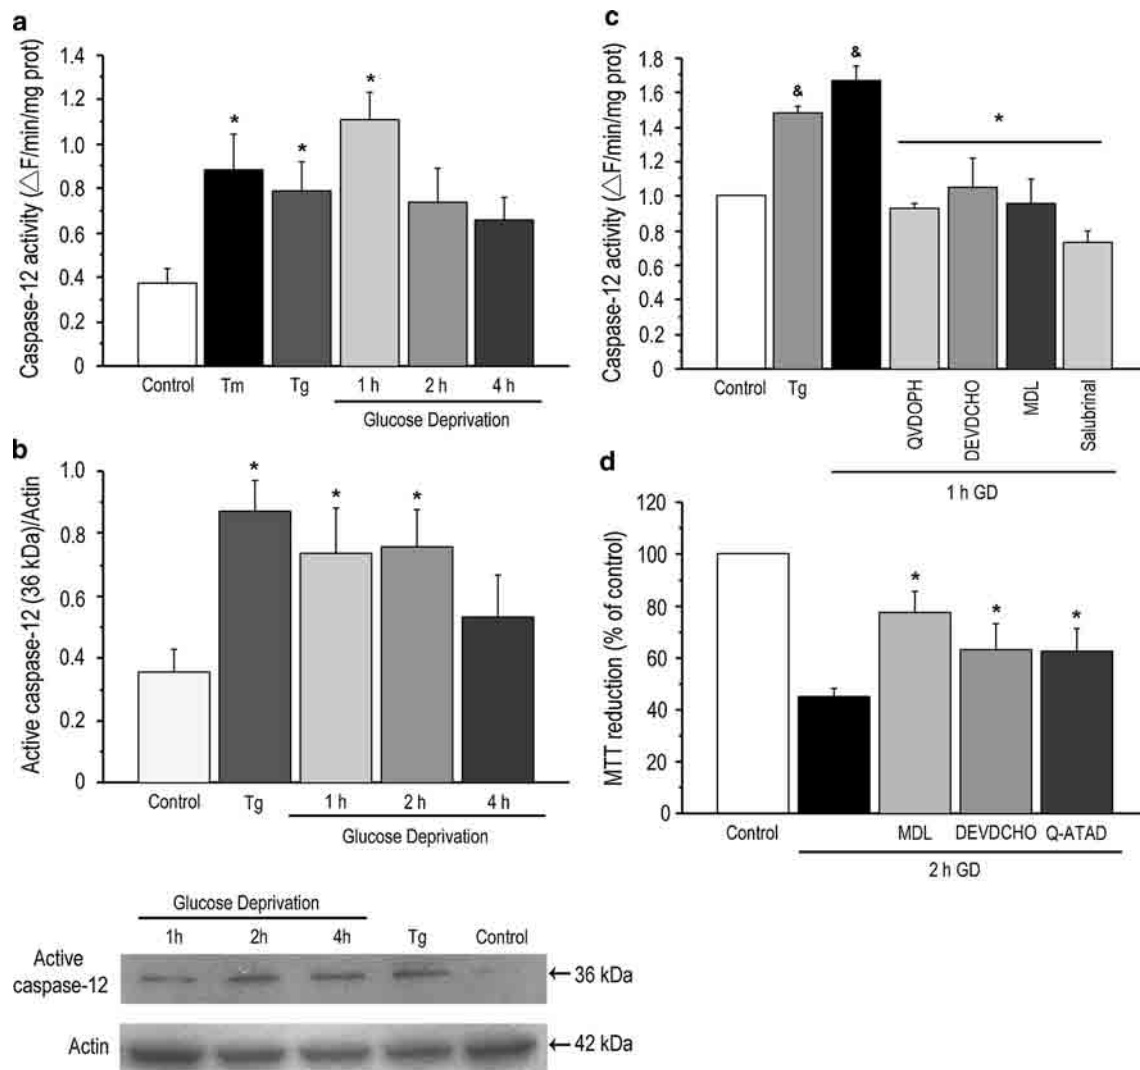 a
Caspase-12 activity (△F/min/mg prot)
1.4
1.2
1.0
0.8
0.6
0.4
0.2
0
*
*
*
Control
Tm
Tg
1 h
2 h
4 h
Glucose Deprivation
b
Active caspase-12 (36 kDa)/Actin
1.0
0.8
0.6
0.4
0.2
0
*
*
*
Control
Tg
1 h
2 h
4 h
Glucose Deprivation
Glucose Deprivation
1h
2h
4h
Tg
Control
Active
caspase-12
←36 kDa
Actin
←42 kDa
c
Caspase-12 activity (△F/min/mg prot)
1.8
1.6
1.4
1.2
1.0
0.8
0.6
0.4
0.2
0
&
&
*
Control
Tg
QVDOPH
DEVDCHO
MDL
Salubrinal
1 h GD
d
MTT reduction (% of control)
120
100
80
60
40
20
0
*
*
*
Control
MDL
DEVDCHO
Q-ATAD
2 h GD